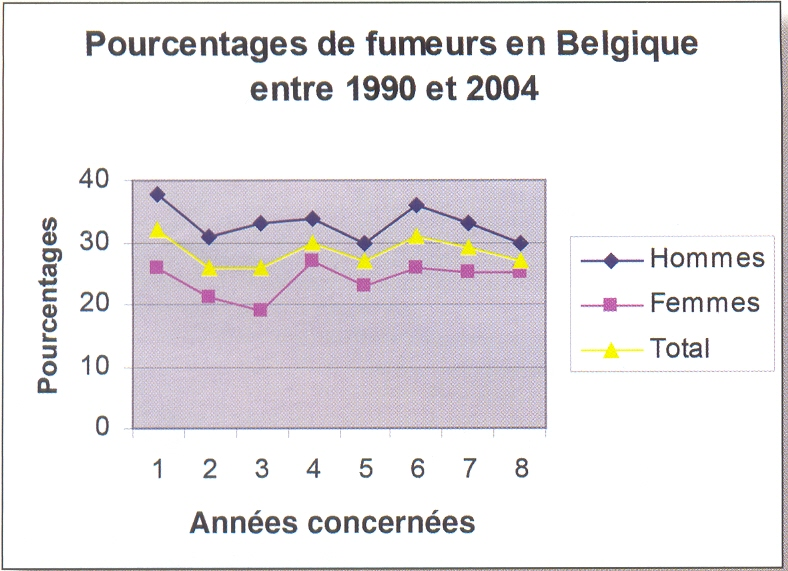 Pourcentages de fumeurs en Belgique
entre 1990 et 2004
Pourcentages
40
30
20
10
0
1 2 3 4 5 6 7 8
Années concernées
Hommes
Femmes
Total